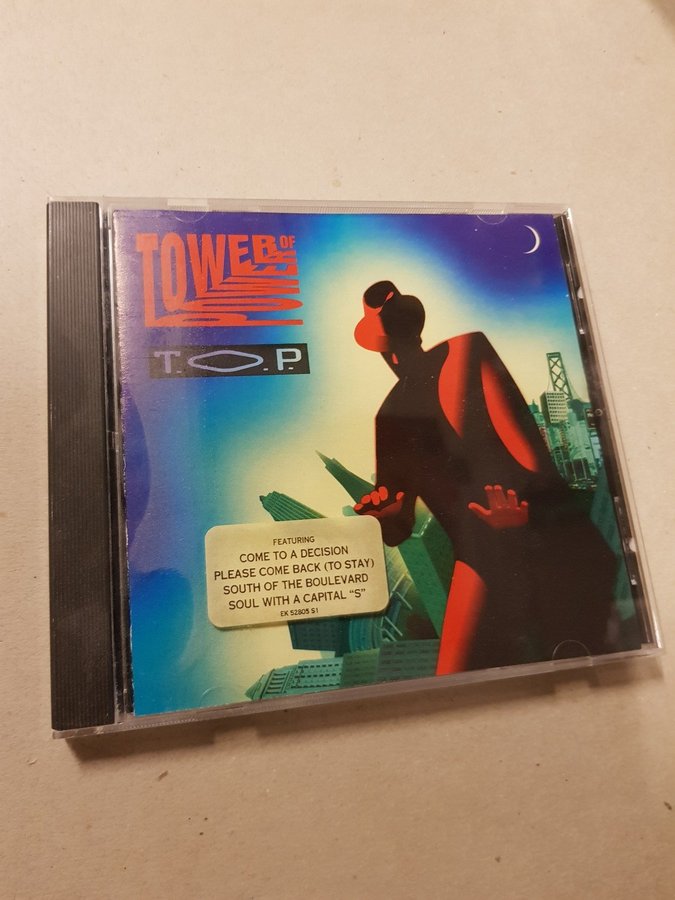 TOWER OF
POWER
T.O.P.
FEATURING
COME TO A DECISION
PLEASE COME BACK (TO STAY)
SOUTH OF THE BOULEVARD
SOUL WITH A CAPITAL “S”
EK 52805 S1